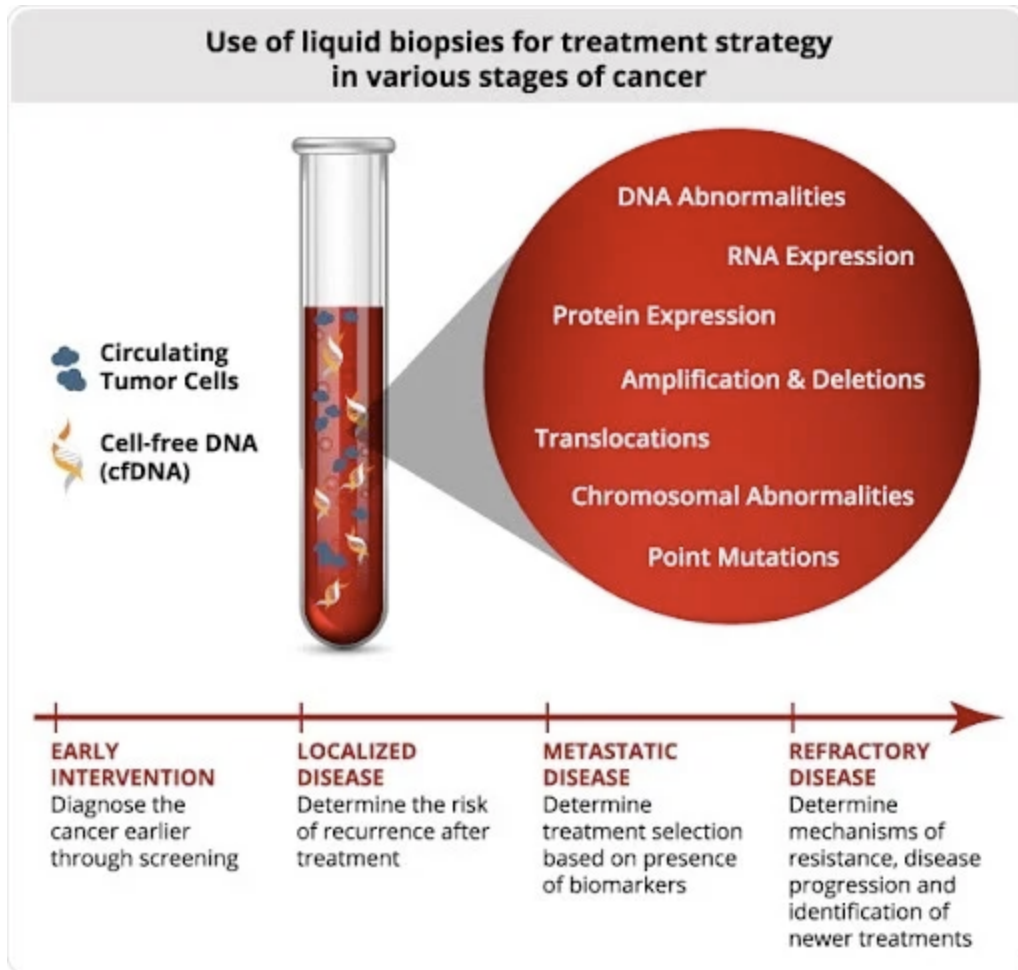 Use of liquid biopsies for treatment strategy
in various stages of cancer
DNA Abnormalities
RNA Expression
Protein Expression
Amplification & Deletions
Translocations
Chromosomal Abnormalities
Point Mutations
Circulating
Tumor Cells
Cell-free DNA
(cfDNA)
EARLY
INTERVENTION
Diagnose the
cancer earlier
through screening
LOCALIZED
DISEASE
Determine the risk
of recurrence after
treatment
METASTATIC
DISEASE
Determine
treatment selection
based on presence
of biomarkers
REFRACTORY
DISEASE
Determine
mechanisms of
resistance, disease
progression and
identification of
newer treatments